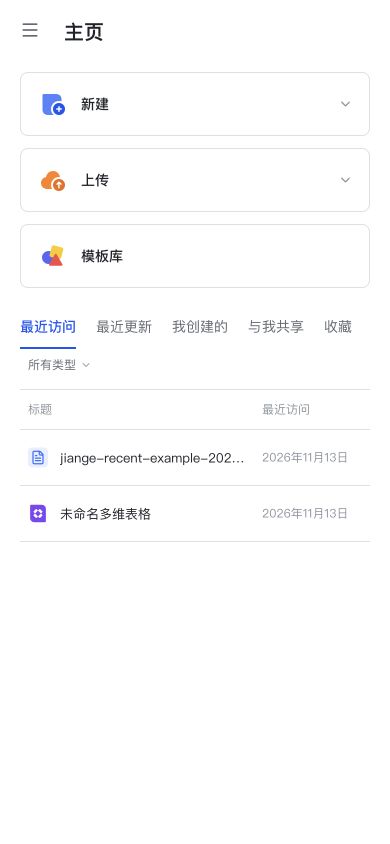 主页
新建
上传
模板库
最近访问 最近更新 我创建的 与我共享 收藏
所有类型
标题 最近访问
jiange-recent-example-202... 2026年11月13日
未命名多维表格 2026年11月13日